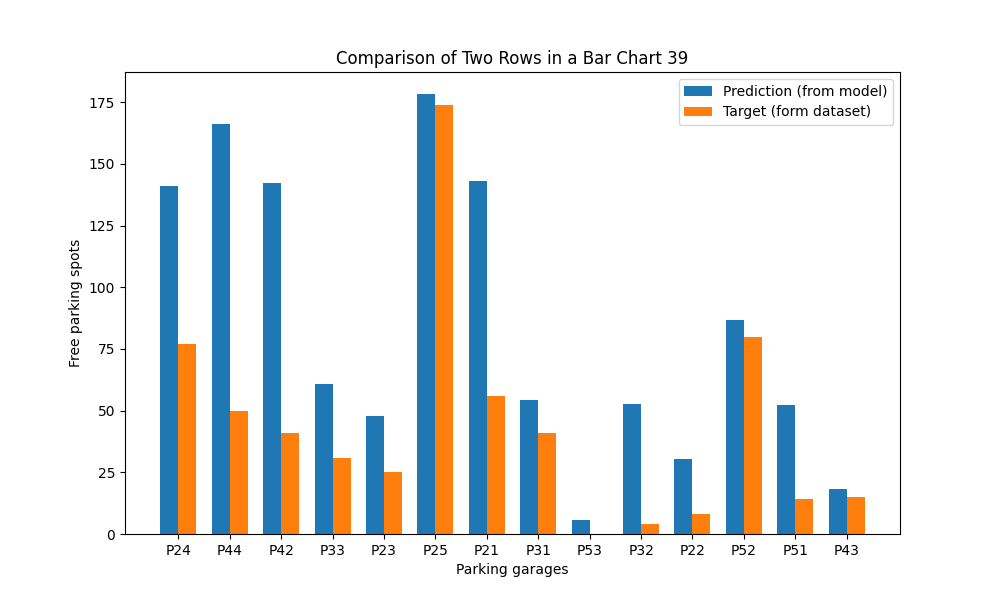 Comparison of Two Rows in a Bar Chart 39
Prediction (from model)
Target (form dataset)
Free parking spots
175
150
125
100
75
50
25
0
P24 P44 P42 P33 P23 P25 P21 P31 P53 P32 P22 P52 P51 P43
Parking garages